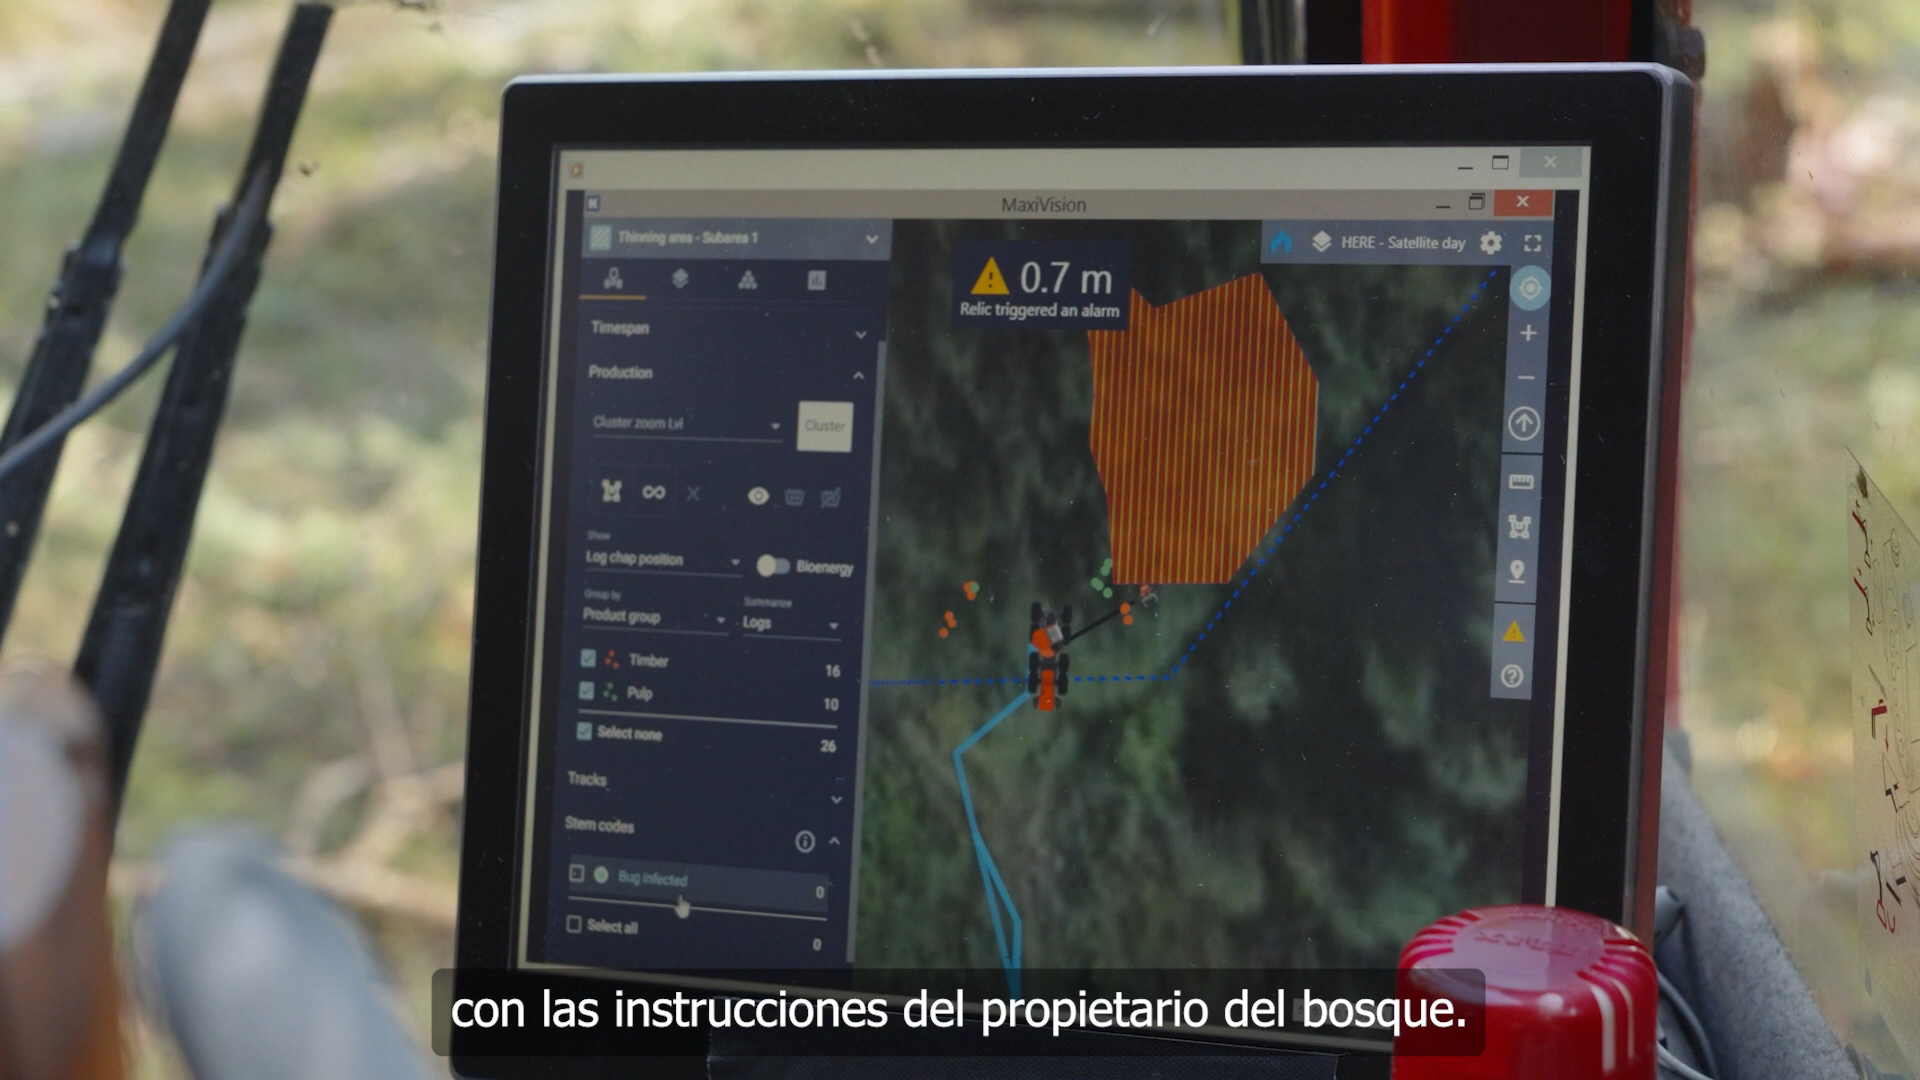 MaxiVision
Thinning area - Subarea 1
HERE - Satellite day
0.7 m
Relic triggered an alarm
Timespan
Production
Cluster zoom Lvl
Cluster
Show
Log chap position
Bioenergy
Group by
Product group
Summarize
Logs
Timber 16
Pulp 10
Select none 26
Tracks
Stem codes
Bug infected 0
Select all 0
con las instrucciones del propietario del bosque.